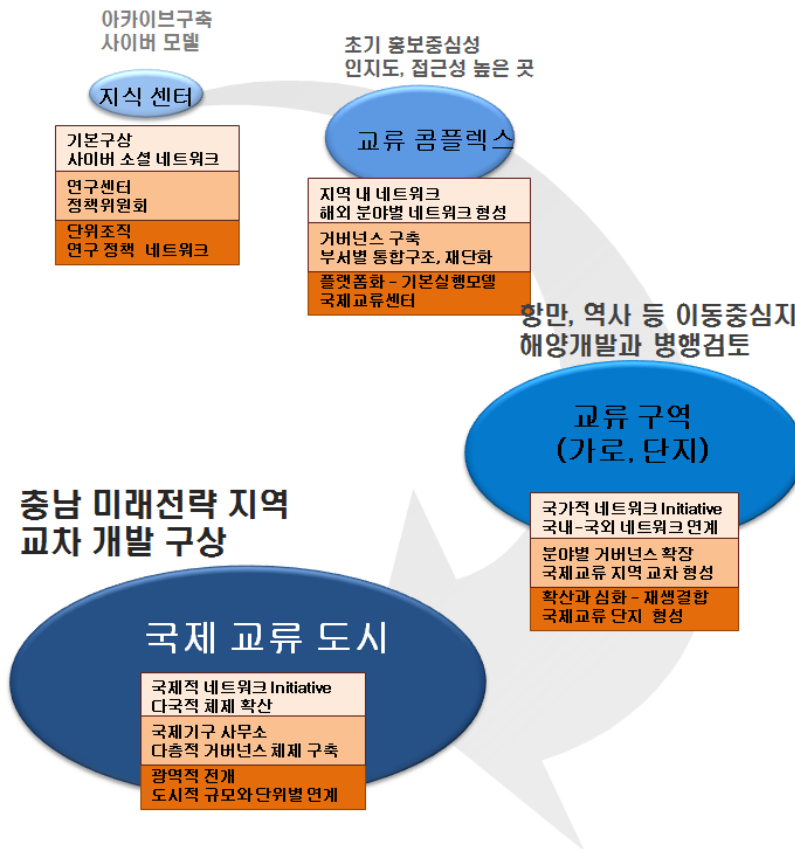 아카이브구축
사이버 모델
지식 센터
기본구상
사이버 소셜 네트워크
연구센터
정책위원회
단위조직
연구 정책 네트워크
초기 홍보중심성
인지도, 접근성 높은 곳
교류 콤플렉스
지역 내 네트워크
해외 분야별 네트워크 형성
거버넌스 구축
부서별 통합구조, 재단화
플랫폼화 - 기본실행모델
국제교류센터
항만, 역사 등 이동중심지
해양개발과 병행검토
교류 구역
(가로, 단지)
국가적 네트워크 Initiative
국내-국외 네트워크 연계
분야별 거버넌스 확장
국제교류 지역 교차 형성
확산과 심화 - 재생결합
국제교류 단지 형성
충남 미래전략 지역
교차 개발 구상
국제 교류 도시
국제적 네트워크 Initiative
다국적 체제 확산
국제기구 사무소
다층적 거버넌스 체제 구축
광역적 전개
도시적 규모와 단위별 연계